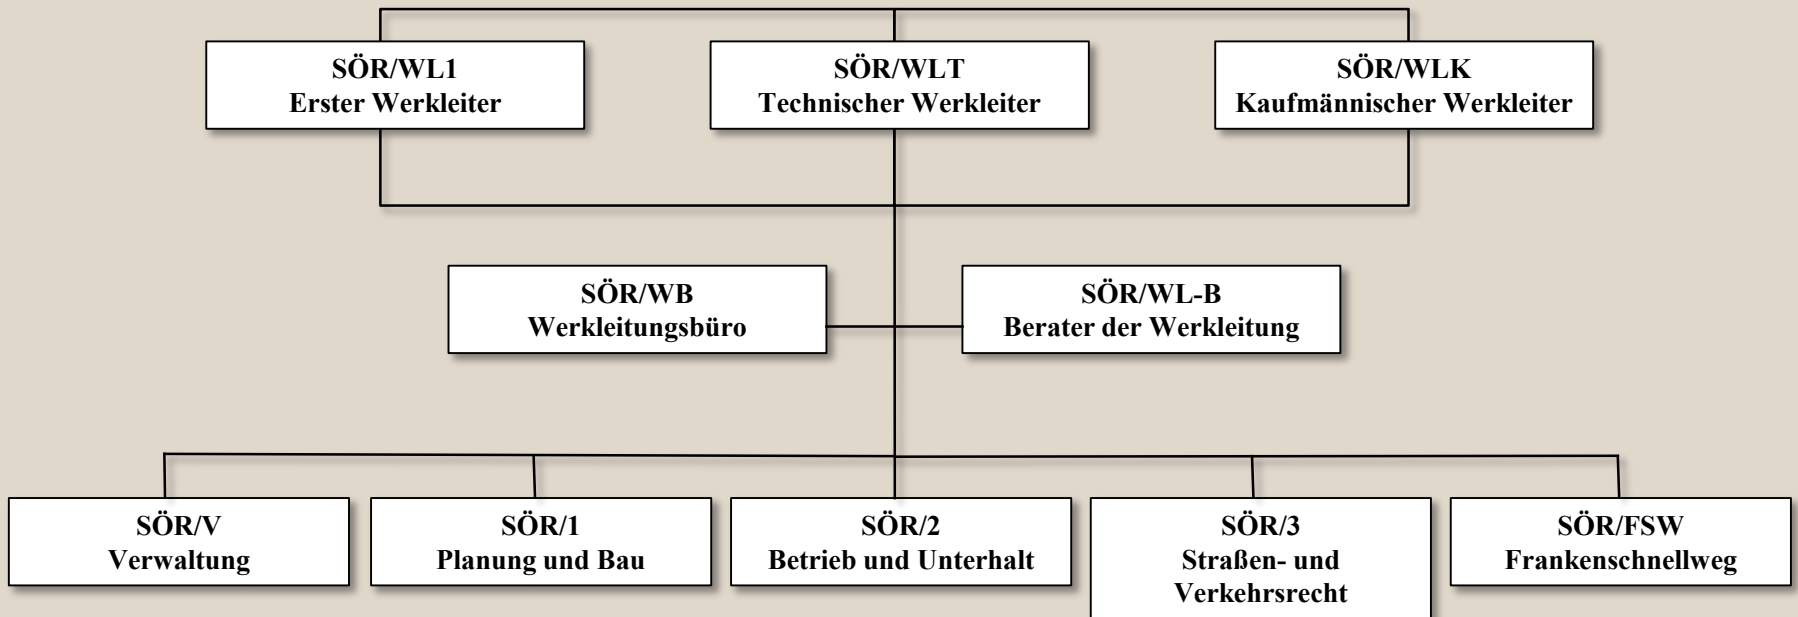 SÖR/WL1
Erster Werkleiter
SÖR/WLT
Technischer Werkleiter
SÖR/WLK
Kaufmännischer Werkleiter
SÖR/WB
Werkleitungsbüro
SÖR/WL-B
Berater der Werkleitung
SÖR/V
Verwaltung
SÖR/1
Planung und Bau
SÖR/2
Betrieb und Unterhalt
SÖR/3
Straßen- und
Verkehrsrecht
SÖR/FSW
Frankenschnellweg